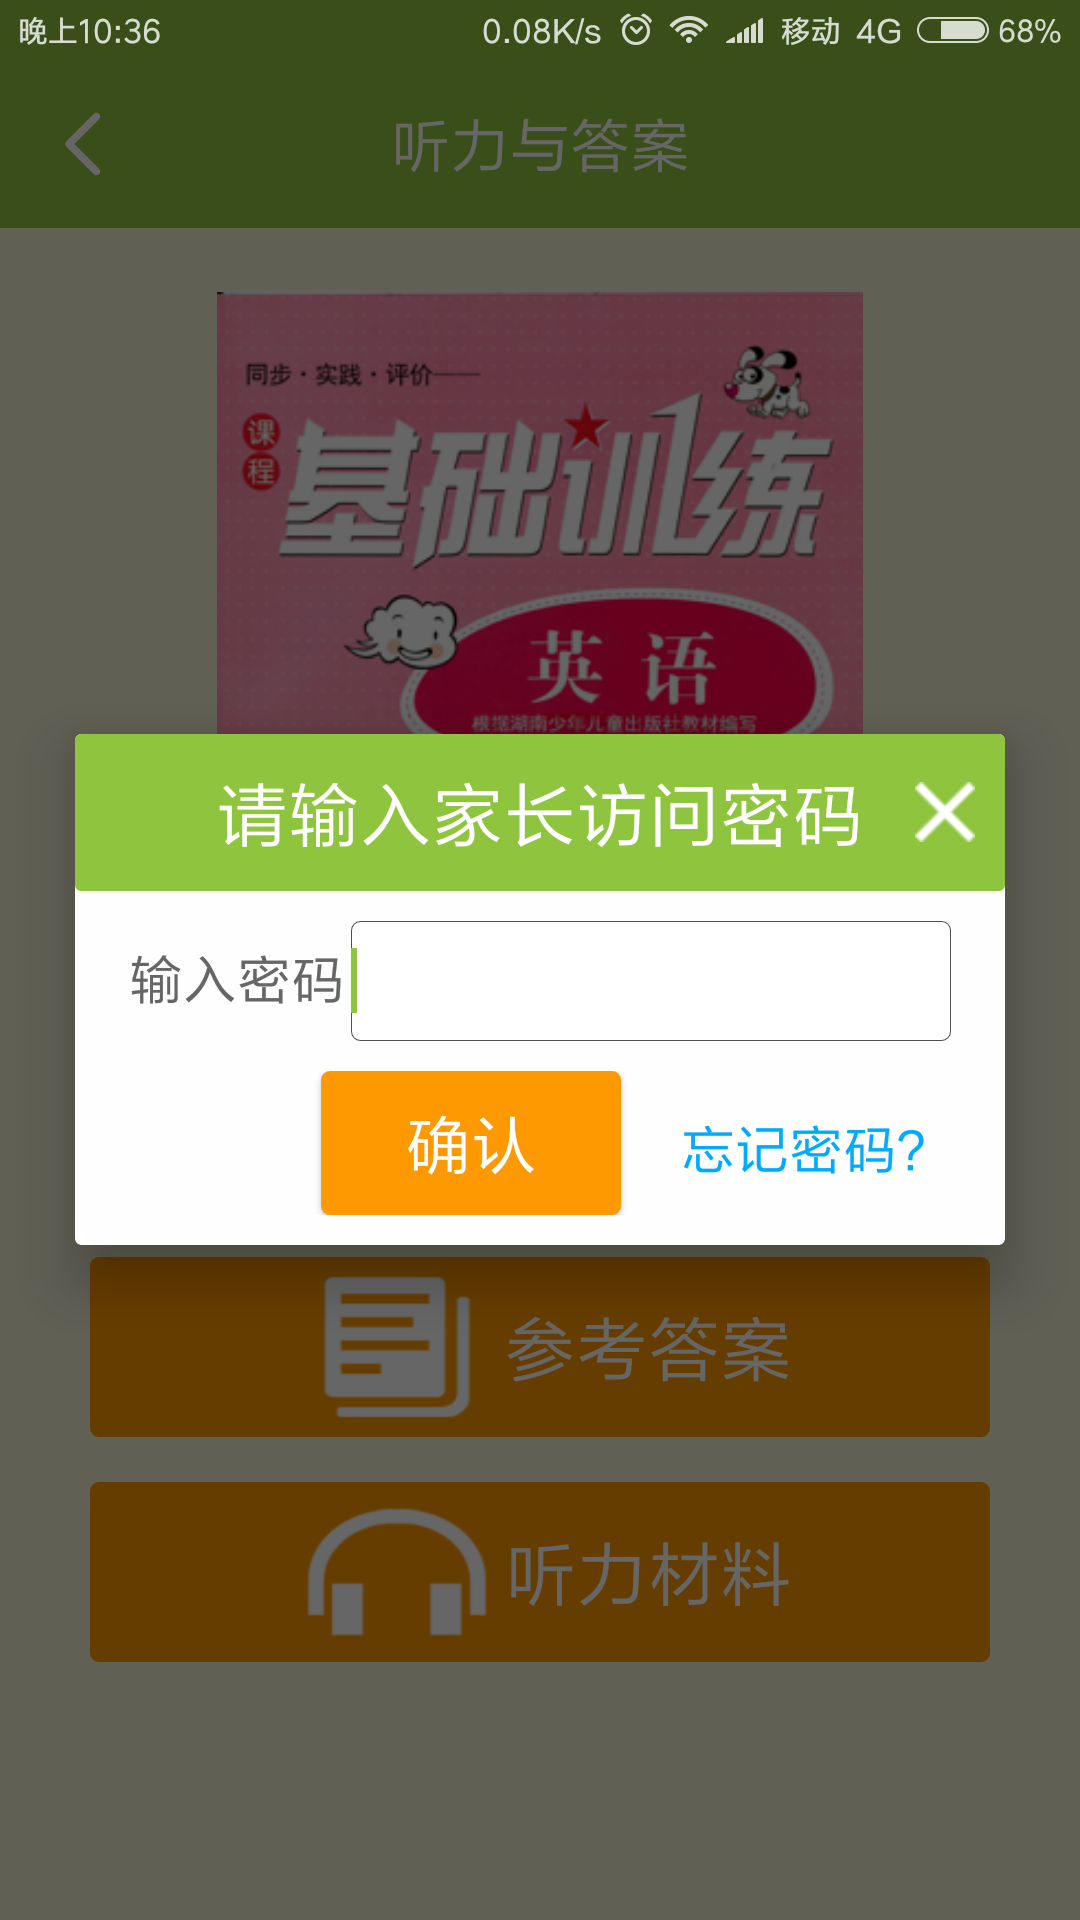 晚上10:36 0.08K/s 移动 4G 68%
听力与答案
同步·实践·评价——
课程
基础训练
英语
根据湖南少年儿童出版社教材编写
请输入家长访问密码
输入密码
确认 忘记密码?
参考答案
听力材料